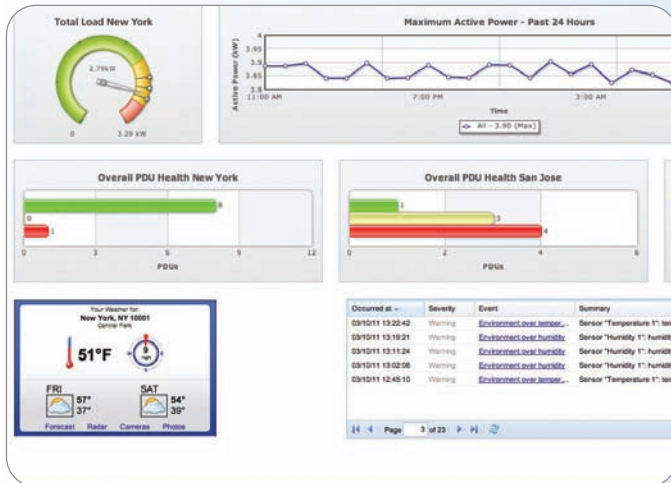 Total Load New York
2.79kW
0
3.29 kW
Maximum Active Power - Past 24 Hours
Active Power (kW)
4
3.95
3.9
3.85
3.8
11:00 AM
7:00 PM
3:00 AM
Time
All - 3.90 (Max)
Overall PDU Health New York
8
0
1
0
3
6
9
12
PDUs
Overall PDU Health San Jose
1
3
4
0
2
4
6
PDUs
Your Weather for:
New York, NY 10001
Central Park
51°F
9
mph
FRI
57°
37°
SAT
54°
39°
Forecast Radar Cameras Photos
Occurred at Severity Event Summary
03/10/11 13:22:42 Warning Environment over temper... Sensor "Temperature 1": tem
03/10/11 13:19:21 Warning Environment over humidity Sensor "Humidity 1": humidit
03/10/11 13:11:24 Warning Environment over humidity Sensor "Humidity 1": humidit
03/10/11 13:02:08 Warning Environment over humidity Sensor "Humidity 1": humidit
03/10/11 12:45:10 Warning Environment over temper... Sensor "Temperature 1": tem
Page 3 of 23